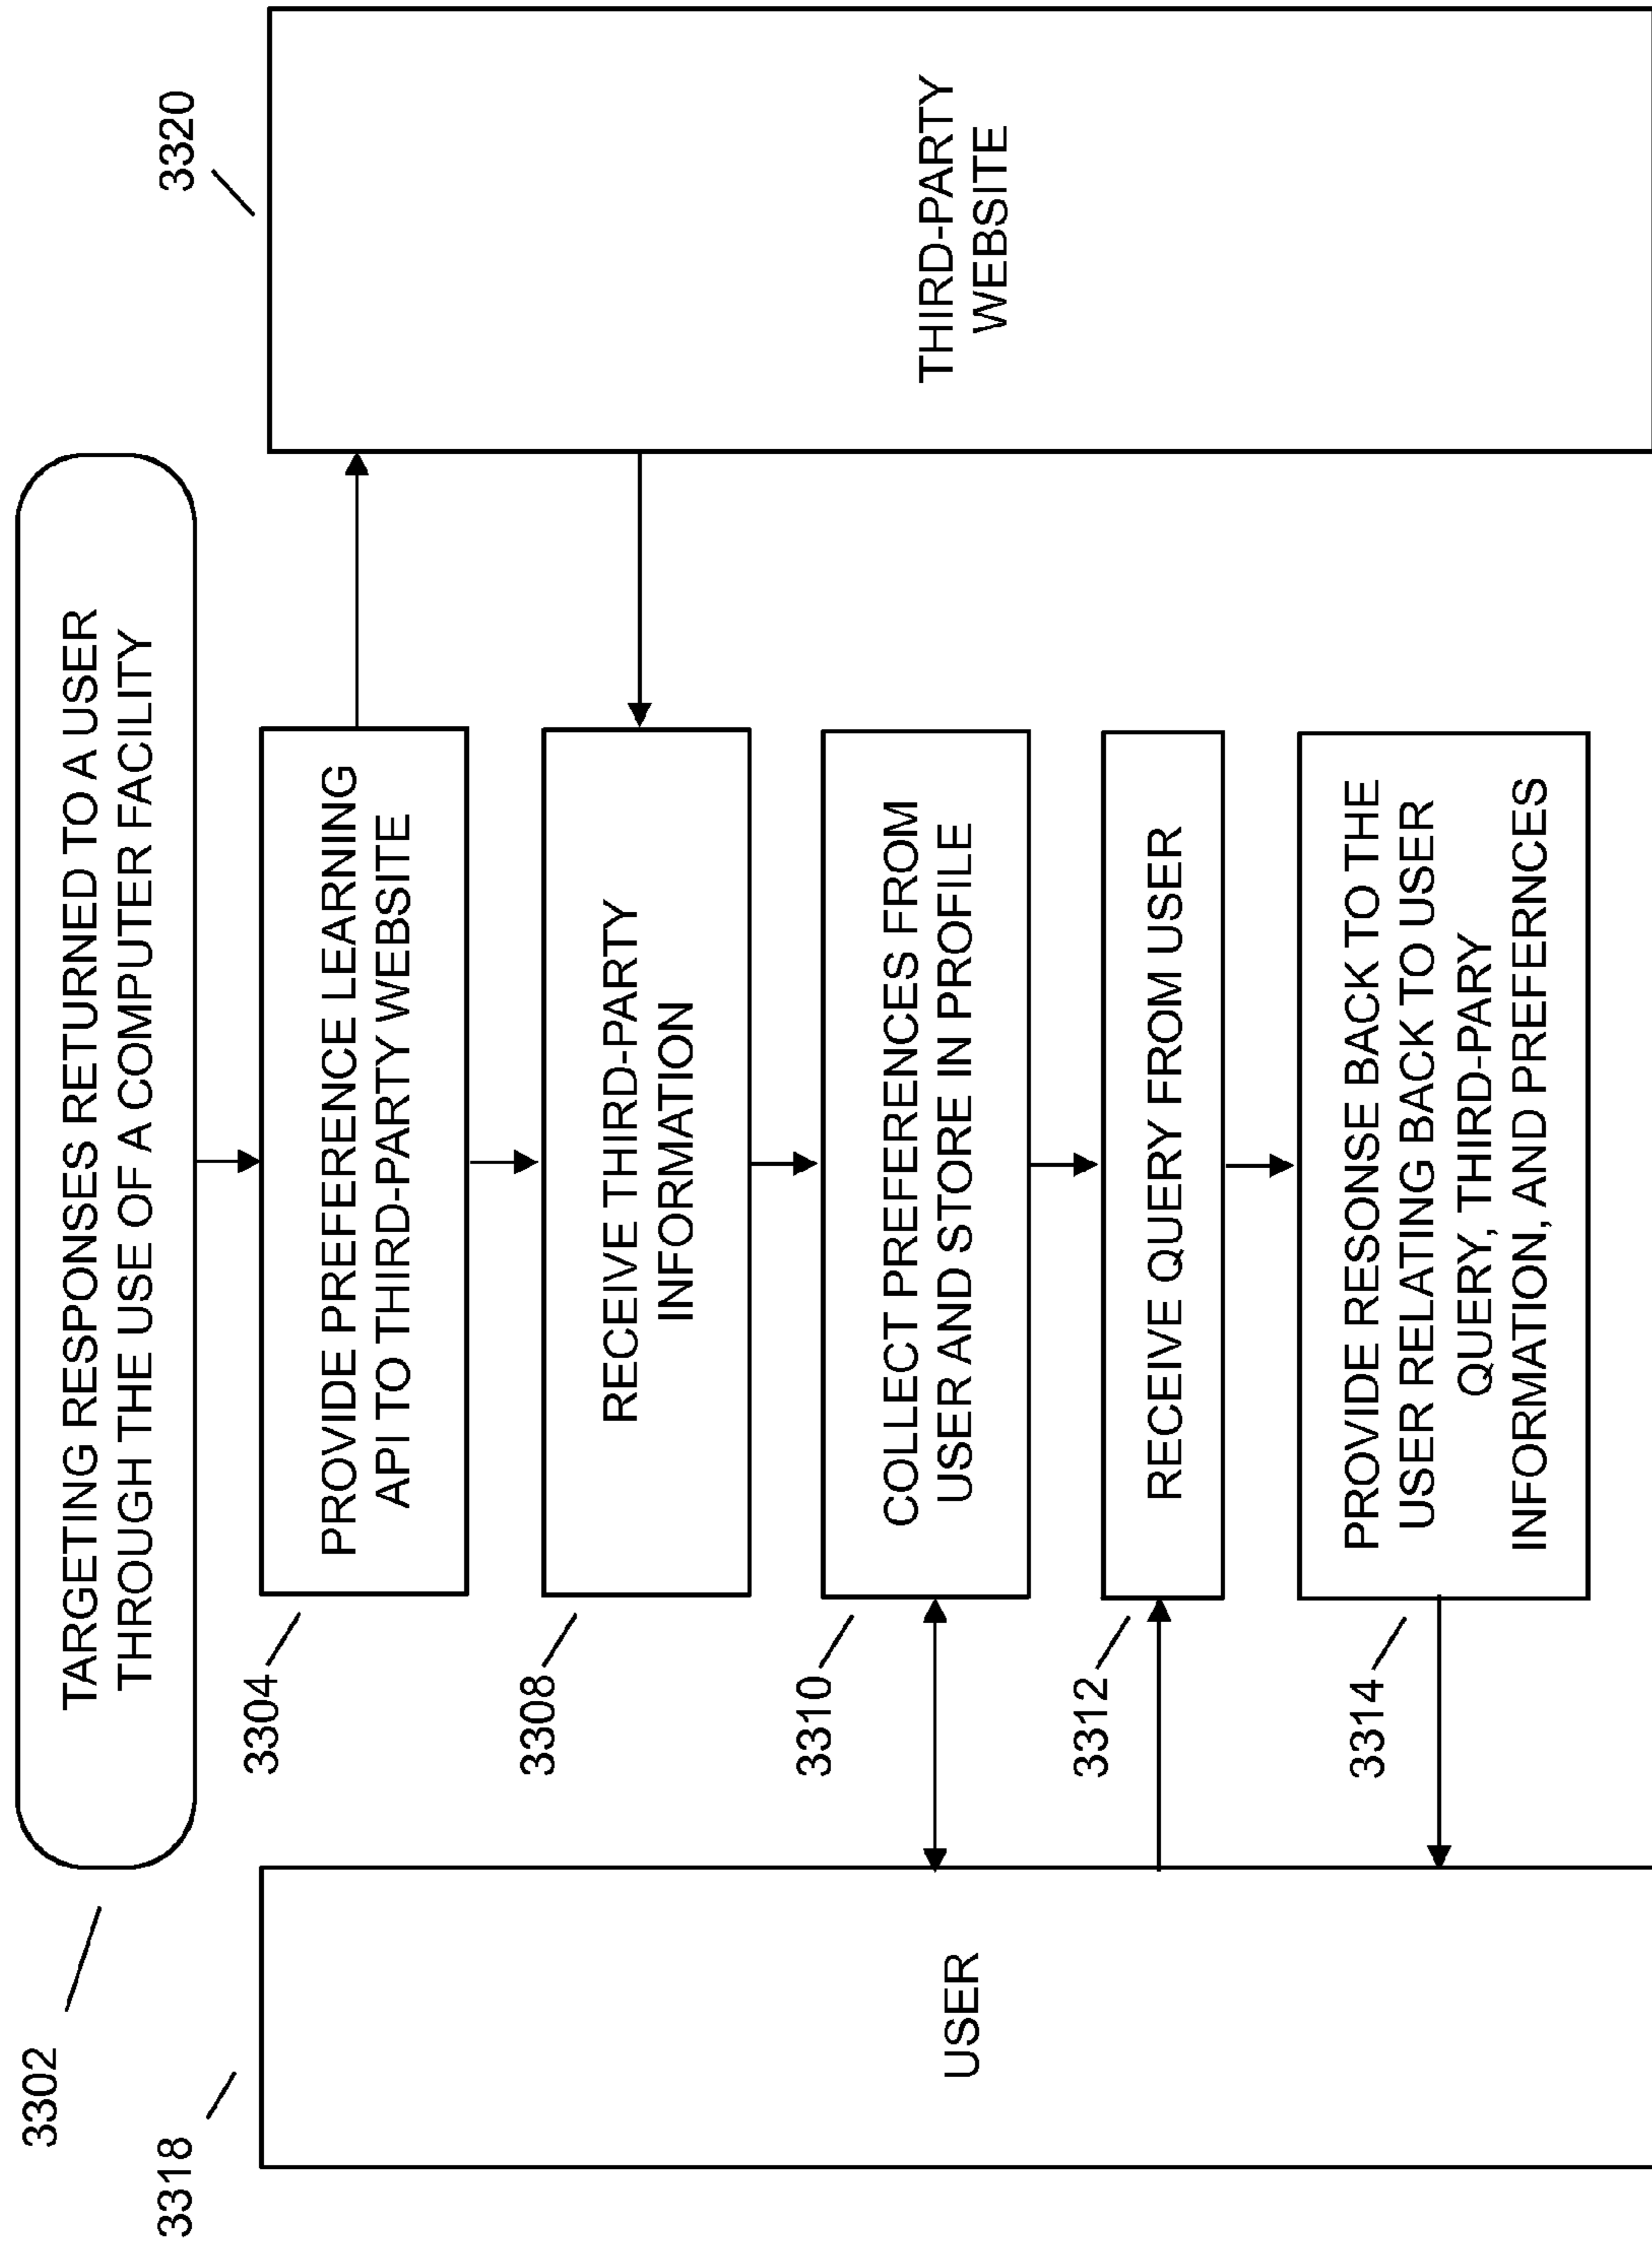 3302
TARGETING RESPONSES RETURNED TO A USER
THROUGH THE USE OF A COMPUTER FACILITY
3318
USER
3304
PROVIDE PREFERENCE LEARNING
API TO THIRD-PARTY WEBSITE
3308
RECEIVE THIRD-PARTY
INFORMATION
3310
COLLECT PREFERENCES FROM
USER AND STORE IN PROFILE
3312
RECEIVE QUERY FROM USER
3314
PROVIDE RESONSE BACK TO THE
USER RELATING BACK TO USER
QUERY, THIRD-PARY
INFORMATION, AND PREFERNCES
3320
THIRD-PARTY
WEBSITE